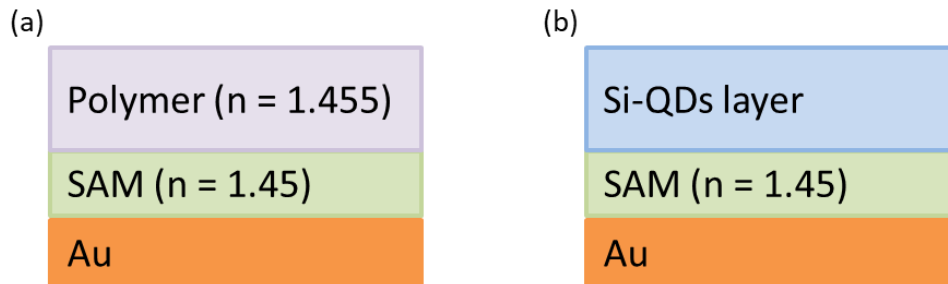 (a)
Polymer (n = 1.455)
SAM (n = 1.45)
Au
(b)
Si-QDs layer
SAM (n = 1.45)
Au